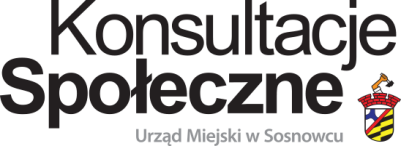 Konsultacje
Społeczne
Urząd Miejski w Sosnowcu